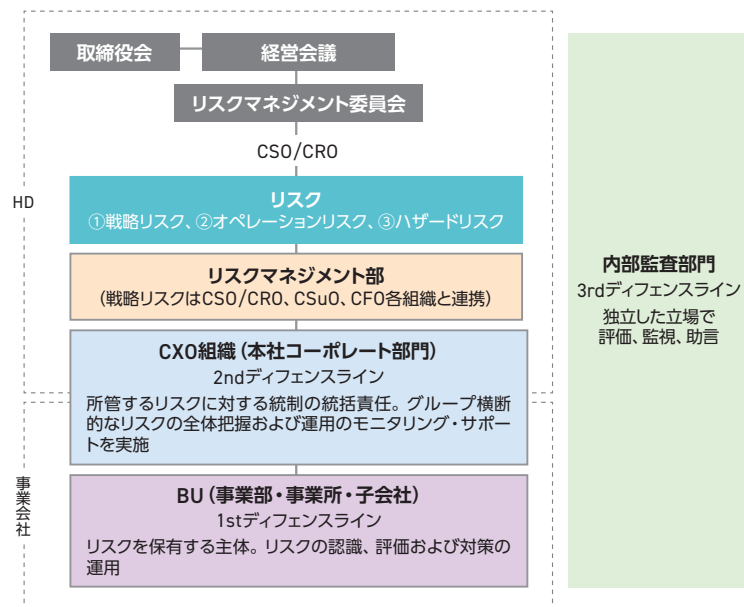 取締役会
経営会議
リスクマネジメント委員会
CSO/CRO
HD
リスク
①戦略リスク、②オペレーションリスク、③ハザードリスク
リスクマネジメント部
(戦略リスクはCSO/CRO、CSuO、CFO各組織と連携)
CXO組織(本社コーポレート部門)
2ndディフェンスライン
所管するリスクに対する統制の統括責任。グループ横断
的なリスクの全体把握および運用のモニタリング・サポー
トを実施
事業会社
BU(事業部・事業所・子会社)
1stディフェンスライン
リスクを保有する主体。リスクの認識、評価および対策の
運用
内部監査部門
3rdディフェンスライン
独立した立場で
評価、監視、助言